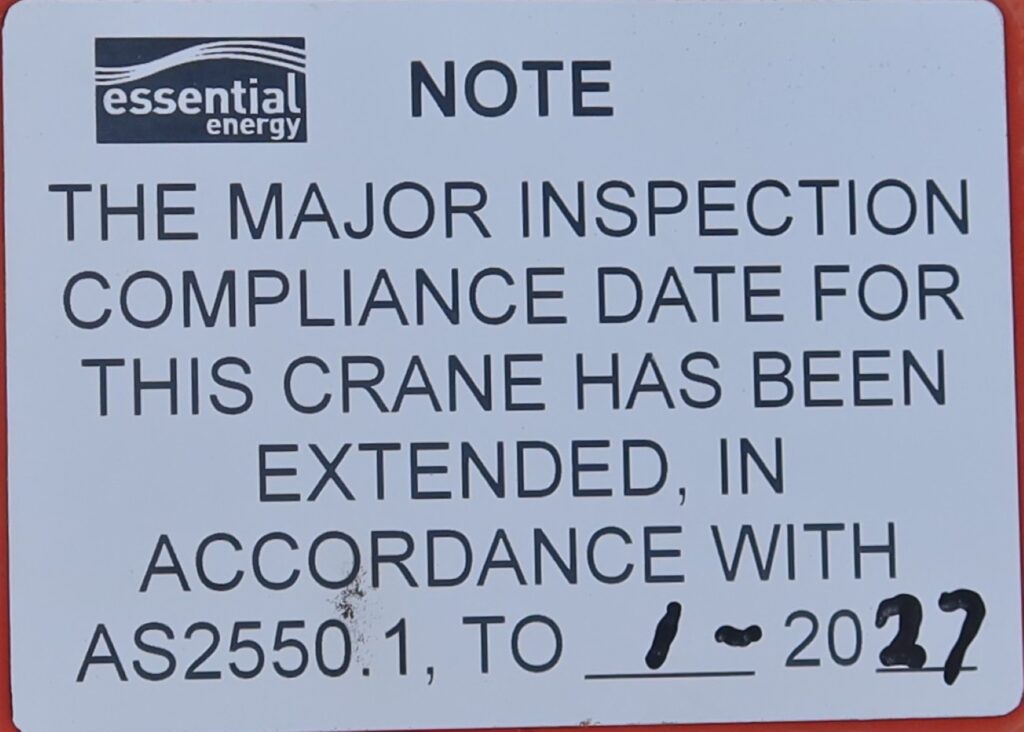 essential
energy
NOTE
THE MAJOR INSPECTION
COMPLIANCE DATE FOR
THIS CRANE HAS BEEN
EXTENDED, IN
ACCORDANCE WITH
AS2550.1, TO 1 - 2027